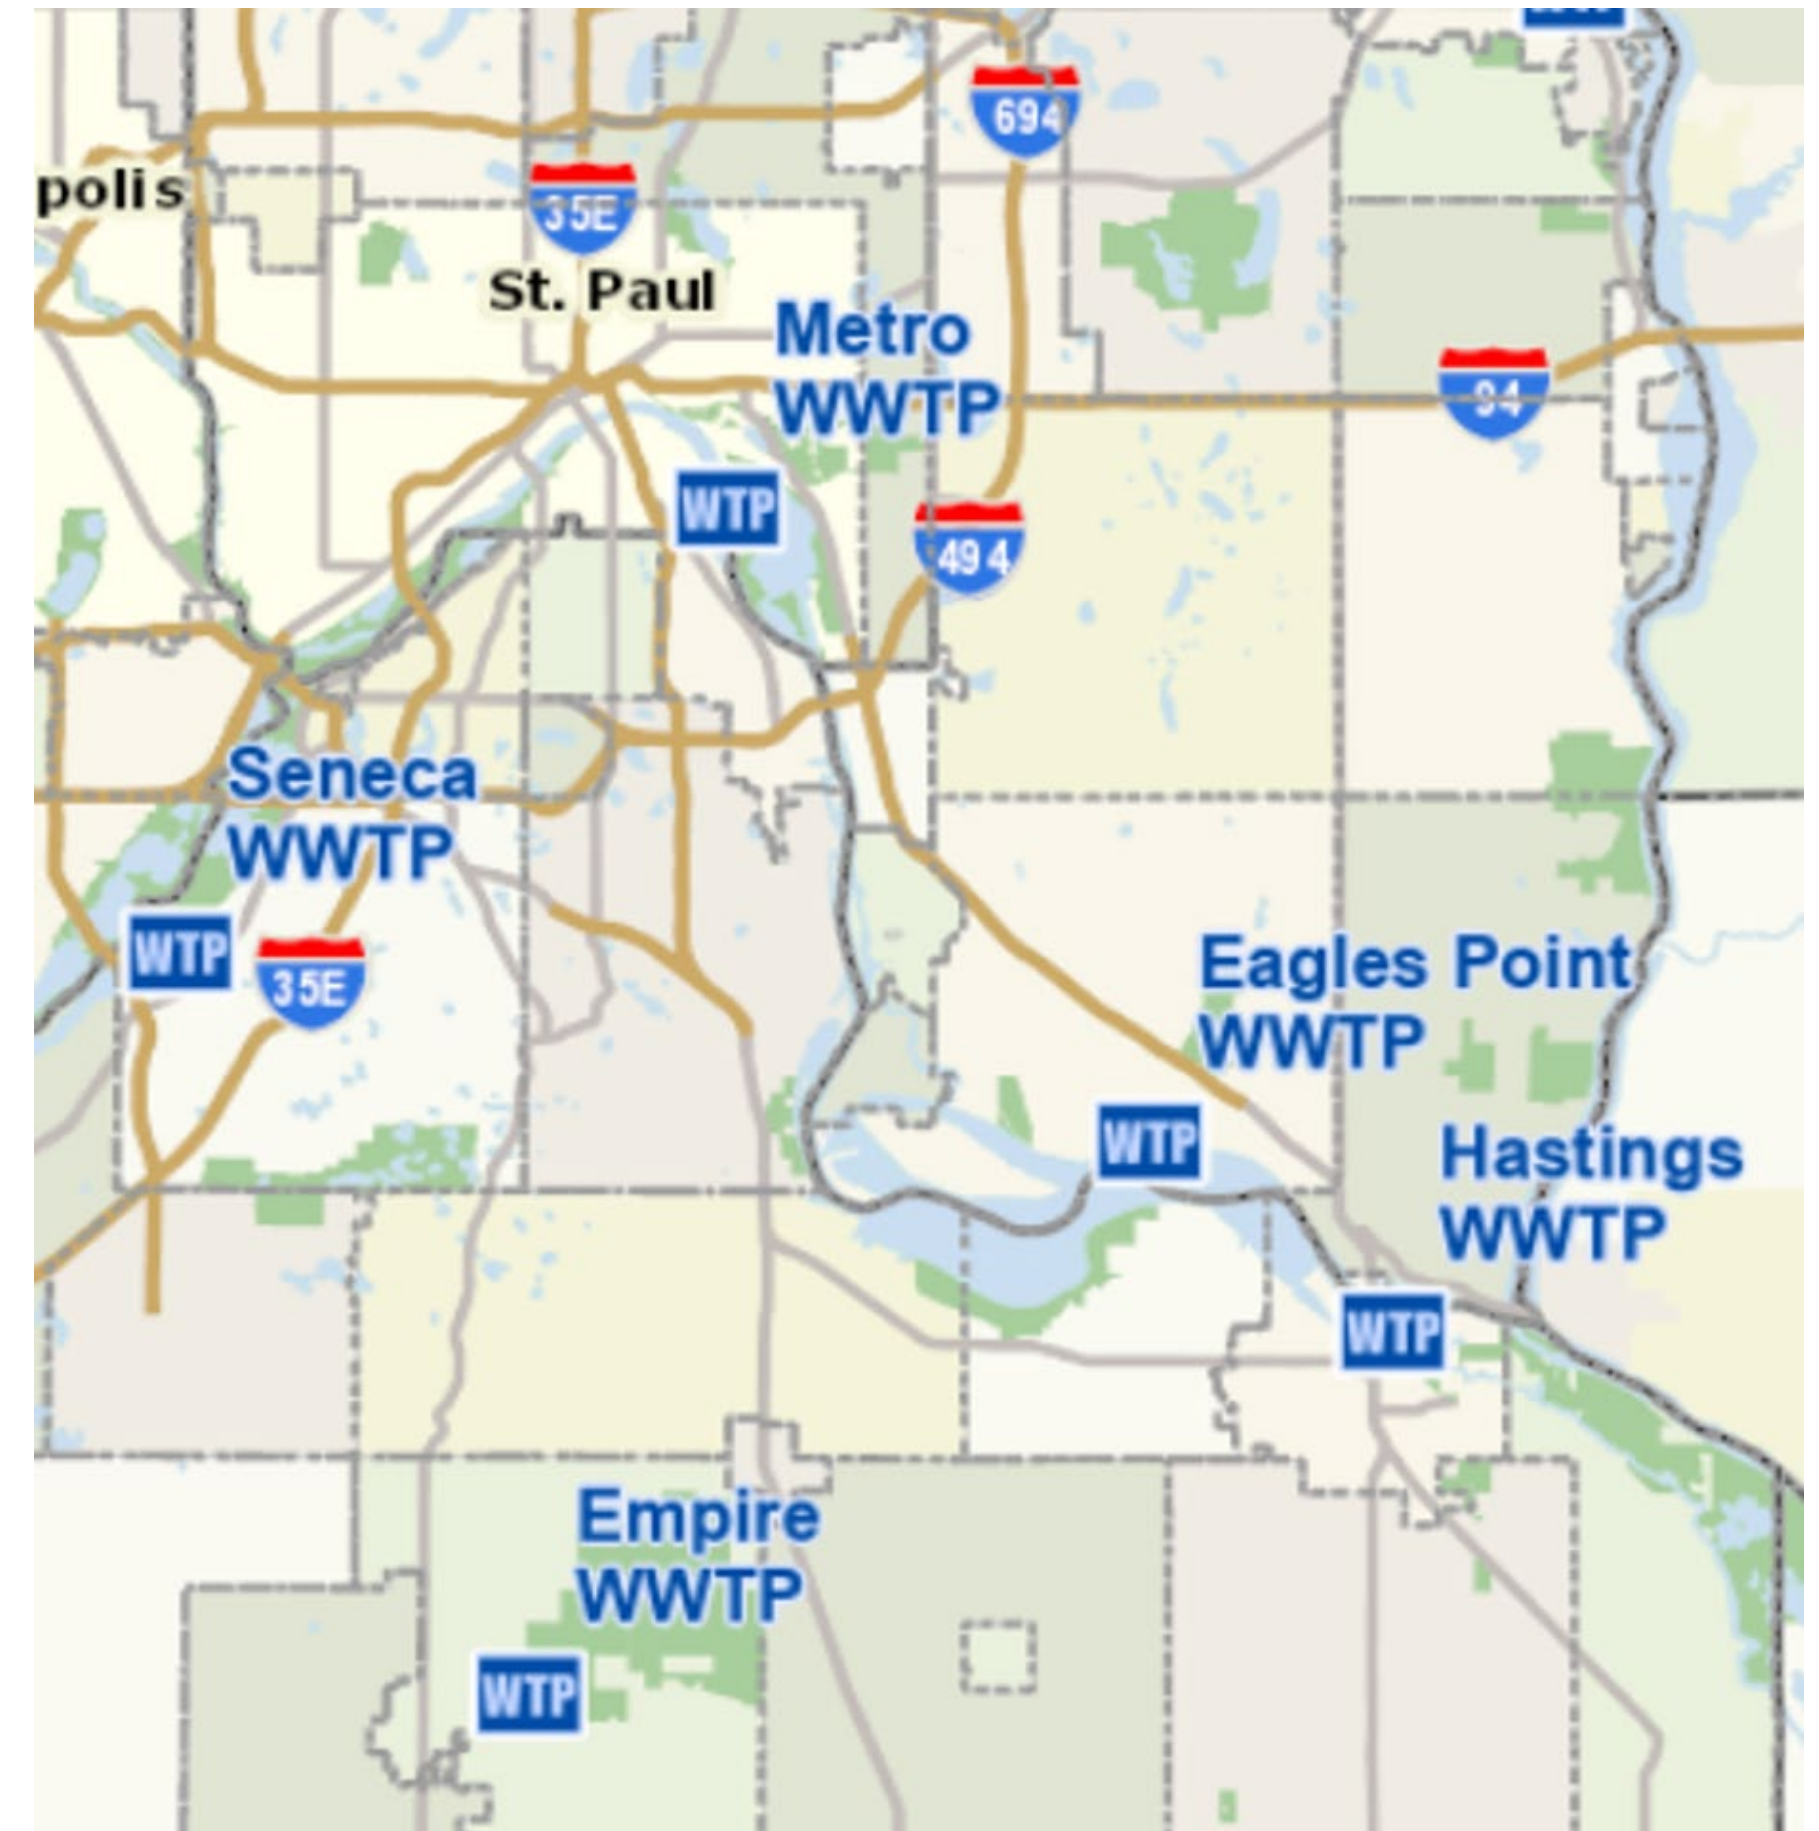 694
polis
35E
St. Paul
Metro
WWTP
94
WTP
494
Seneca
WWTP
WTP
35E
Eagles Point
WWTP
WTP
Hastings
WWTP
WTP
Empire
WWTP
WTP